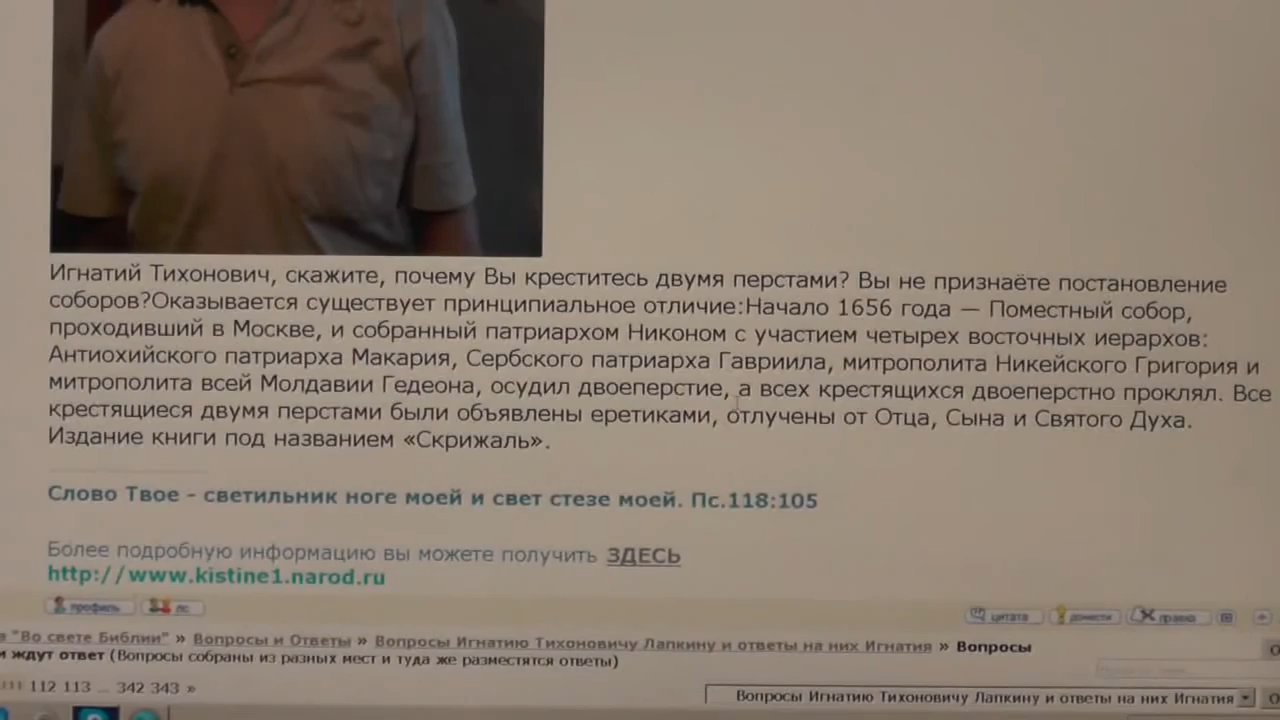 Игнатий Тихонович, скажите, почему Вы креститесь двумя перстами? Вы не признаёте постановление
соборов?Оказывается существует принципиальное отличие:Начало 1656 года — Поместный собор,
проходивший в Москве, и собранный патриархом Никоном с участием четырех восточных иерархов:
Антиохийского патриарха Макария, Сербского патриарха Гавриила, митрополита Никейского Григория и
митрополита всей Молдавии Гедеона, осудил двоеперстие, а всех крестящихся двоеперстно проклял. Все
крестящиеся двумя перстами были объявлены еретиками, отлучены от Отца, Сына и Святого Духа.
Издание книги под названием «Скрижаль».
Слово Твое - светильник ноге моей и свет стезе моей. Пс.118:105
Более подробную информацию вы можете получить ЗДЕСЬ
http://www.kistine1.narod.ru
профиль лс цитата донести правка
"Во свете Библии" » Вопросы и Ответы » Вопросы Игнатию Тихоновичу Лапкину и ответы на них Игнатия » Вопросы
и ждут ответ (Вопросы собраны из разных мест и туда же разместятся ответы)
111 112 113 ... 342 343 »
Вопросы Игнатию Тихоновичу Лапкину и ответы на них Игнатия